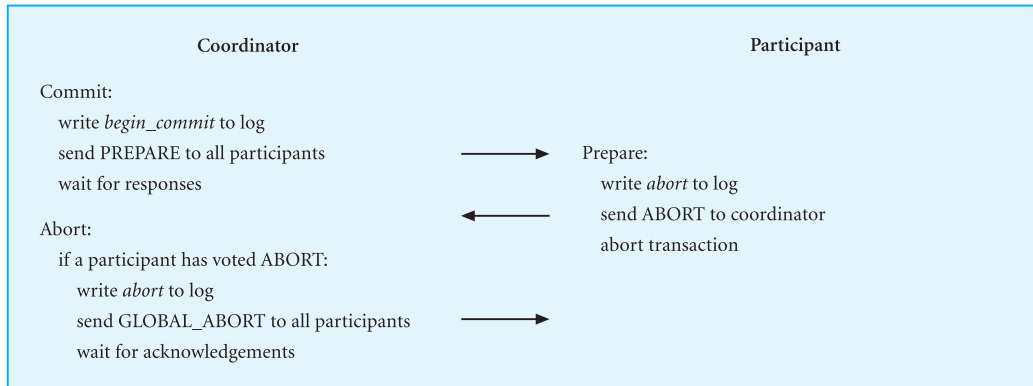 Coordinator
Participant
Commit:
write begin_commit to log
send PREPARE to all participants
wait for responses
Prepare:
write abort to log
send ABORT to coordinator
abort transaction
Abort:
if a participant has voted ABORT:
write abort to log
send GLOBAL_ABORT to all participants
wait for acknowledgements